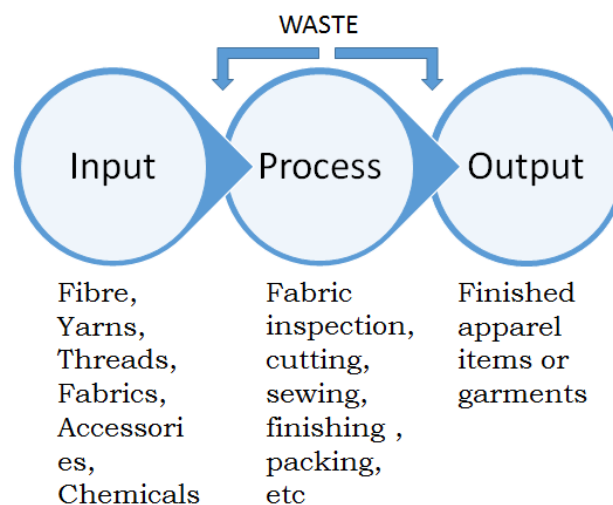 WASTE
Input
Process
Output
Fibre,
Yarns,
Threads,
Fabrics,
Accessori
es,
Chemicals
Fabric
inspection,
cutting,
sewing,
finishing ,
packing,
etc
Finished
apparel
items or
garments